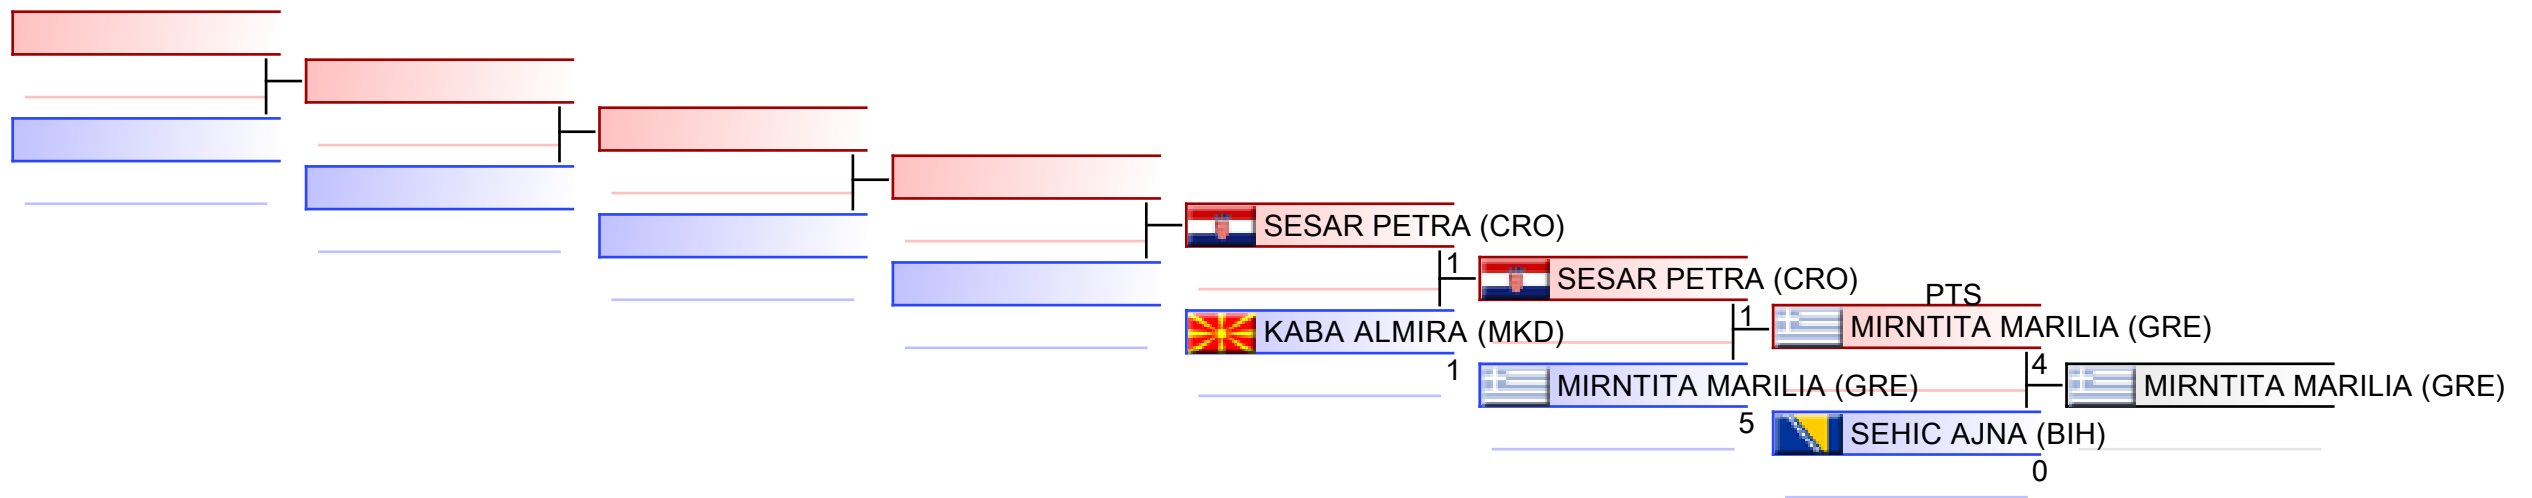 SESAR PETRA (CRO)
1
KABA ALMIRA (MKD)
1
SESAR PETRA (CRO)
1
MIRNTITA MARILIA (GRE)
5
PTS
MIRNTITA MARILIA (GRE)
4
SEHIC AJNA (BIH)
0
MIRNTITA MARILIA (GRE)